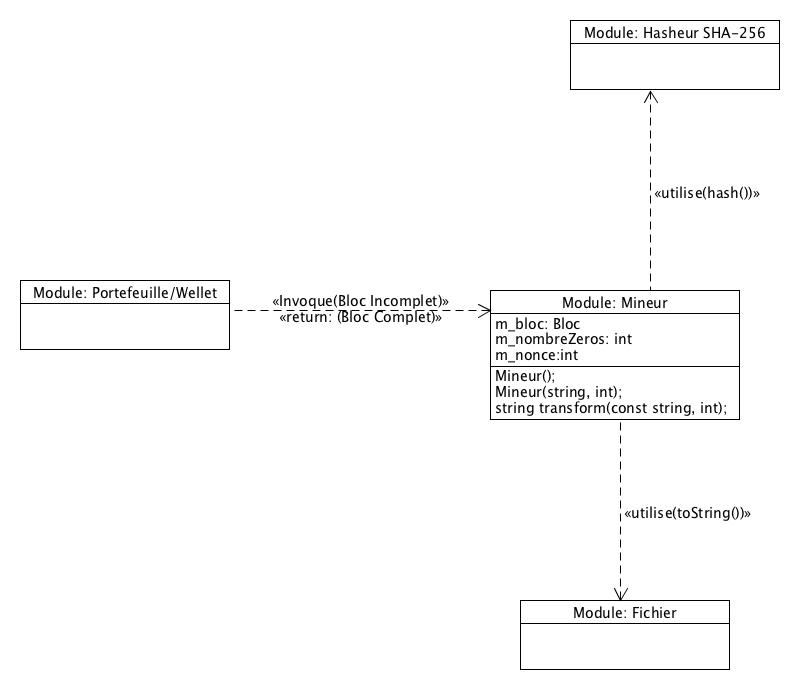 Module: Hasheur SHA-256
«utilise(hash())»
Module: Portefeuille/Wellet
«Invoque(Bloc Incomplet)»
«return: (Bloc Complet)»
Module: Mineur
m_bloc: Bloc
m_nombreZeros: int
m_nonce:int
Mineur();
Mineur(string, int);
string transform(const string, int);
«utilise(toString())»
Module: Fichier